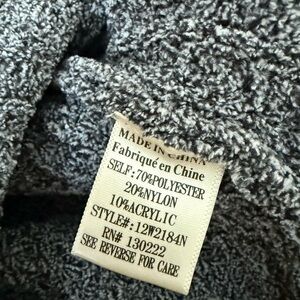 MADE IN CHINA
Fabriqué en Chine
SELF:70%POLYESTER
20%NYLON
10%ACRYLIC
STYLE#:12W2184N
RN# 130222
SEE REVERSE FOR CARE